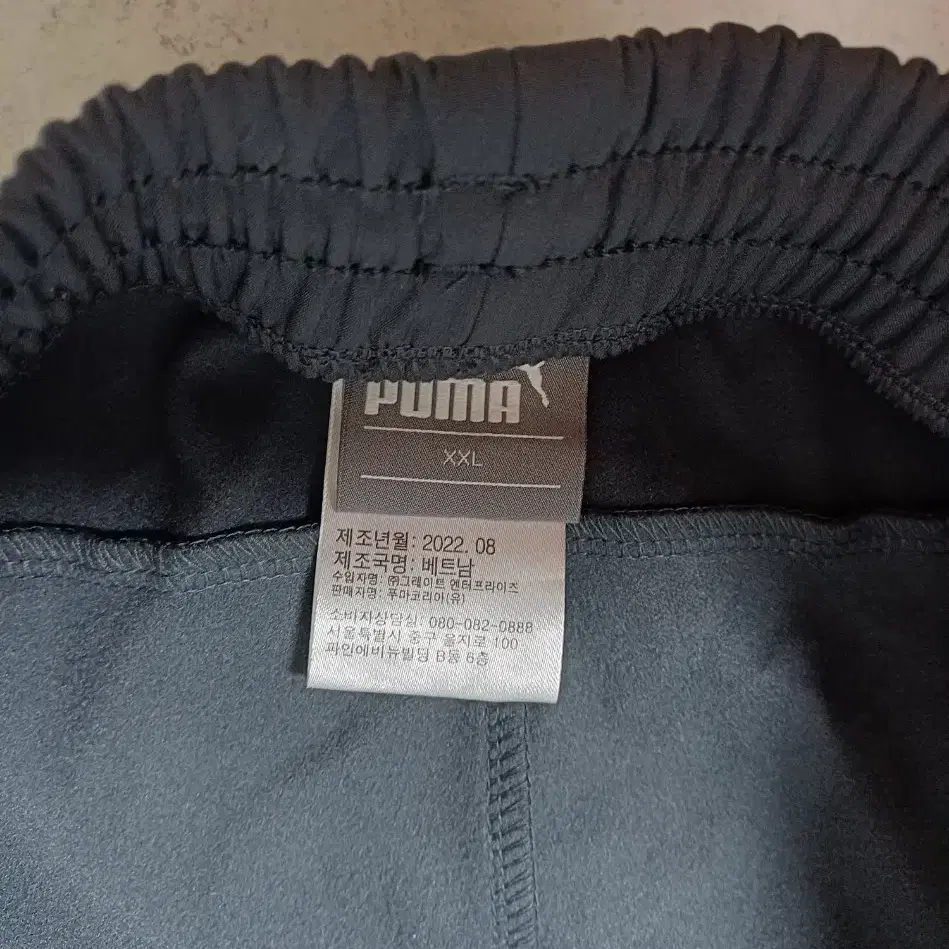 PUMA
XXL
제조년월: 2022. 08
제조국명: 베트남
수입자명: ㈜그레이트 엔터프라이즈
판매자명: 푸마코리아(유)
소비자상담실: 080-082-0888
서울특별시 중구 을지로 100
파인에비뉴빌딩 B동 6층